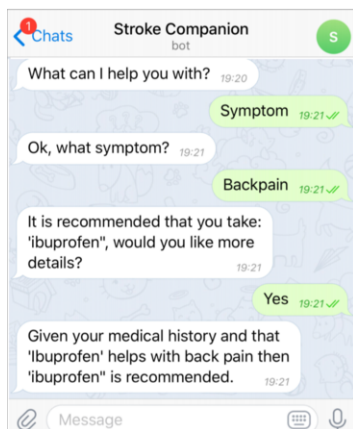 1
Chats
Stroke Companion
bot
S
What can I help you with? 19:20
Symptom 19:21
Ok, what symptom? 19:21
Backpain 19:21
It is recommended that you take:
'ibuprofen", would you like more
details?
19:21
Yes 19:21
Given your medical history and that
'Ibuprofen' helps with back pain then
'ibuprofen" is recommended. 19:21
Message